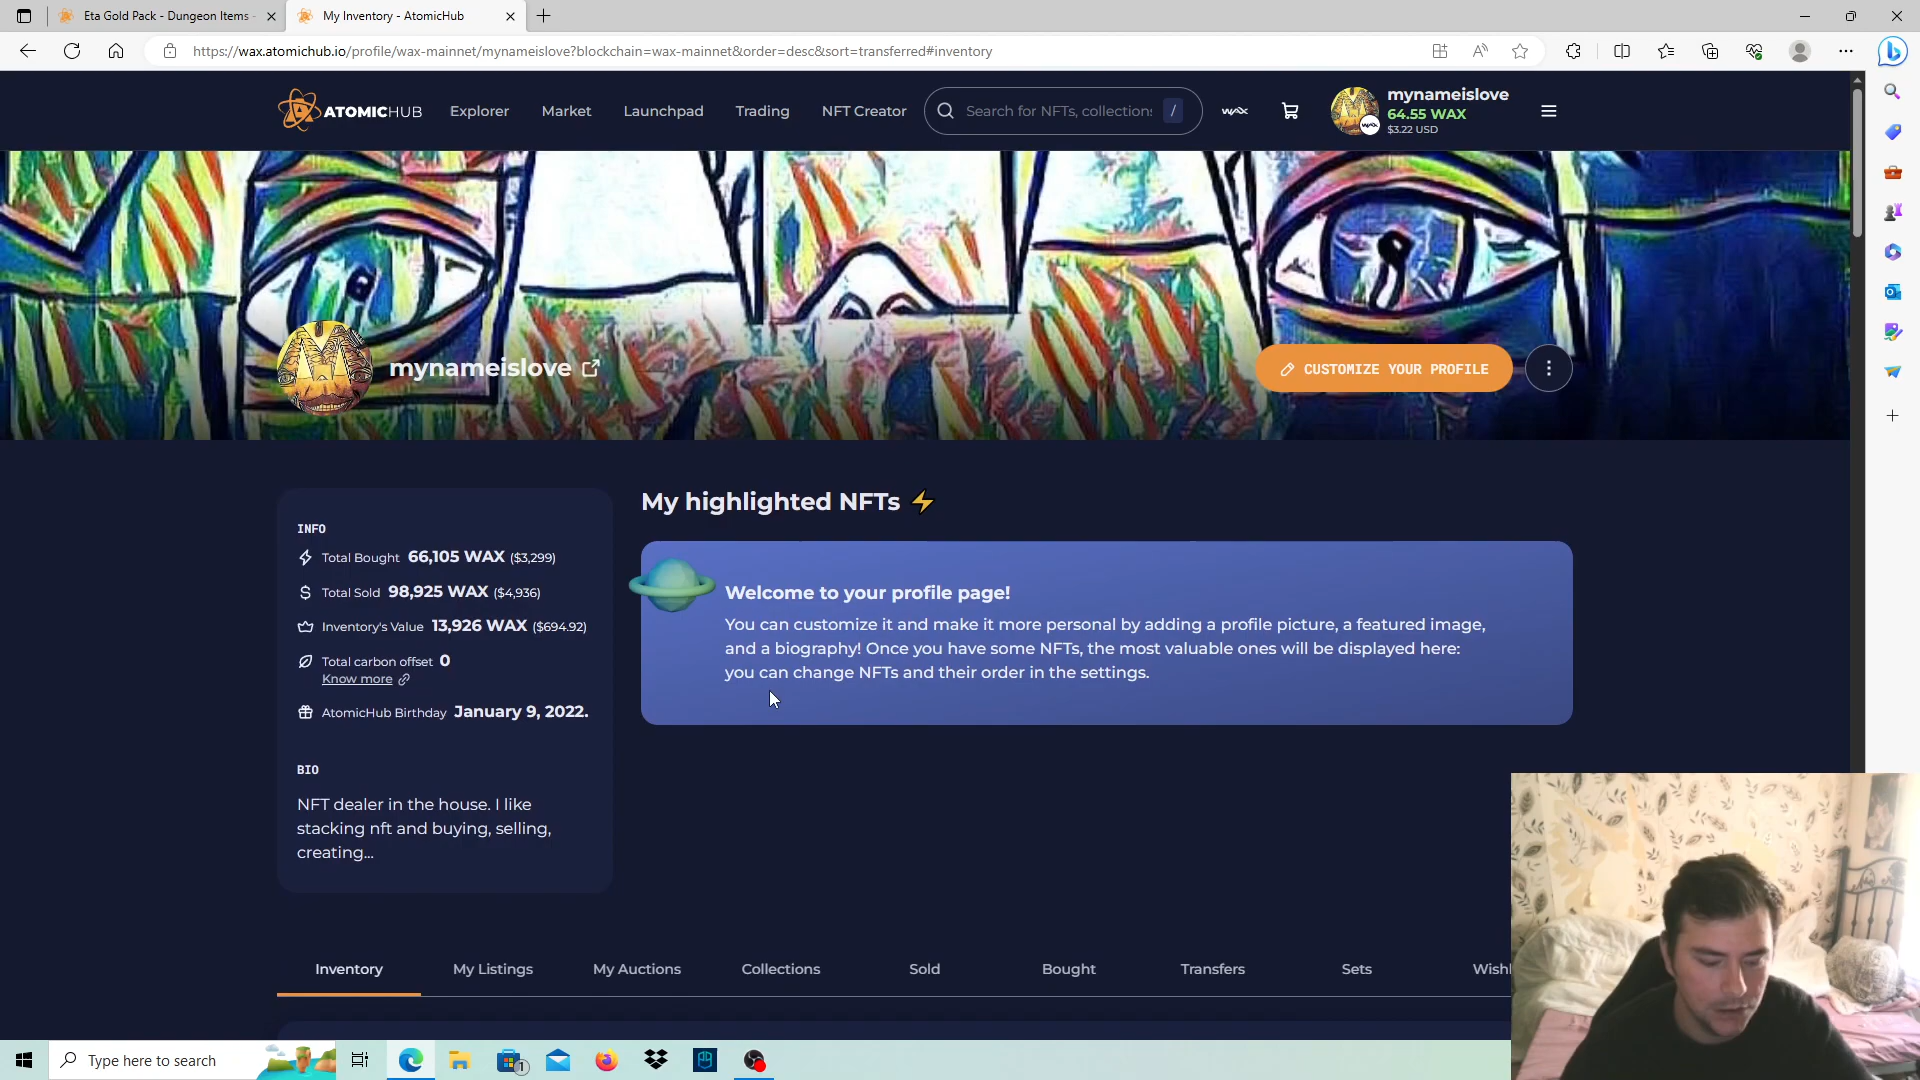 Eta Gold Pack - Dungeon Items -
My Inventory - AtomicHub
https://wax.atomichub.io/profile/wax-mainnet/mynameislove?blockchain=wax-mainnet&order=desc&sort=transferred#inventory
ATOMICHUB
Explorer
Market
Launchpad
Trading
NFT Creator
Search for NFTs, collections
/
wax
mynameislove
64.55 WAX
$3.22 USD
mynameislove
CUSTOMIZE YOUR PROFILE
INFO
Total Bought 66,105 WAX ($3,299)
Total Sold 98,925 WAX ($4,936)
Inventory's Value 13,926 WAX ($694.92)
Total carbon offset 0
Know more
AtomicHub Birthday January 9, 2022.
BIO
NFT dealer in the house. I like
stacking nft and buying, selling,
creating...
My highlighted NFTs ⚡
Welcome to your profile page!
You can customize it and make it more personal by adding a profile picture, a featured image,
and a biography! Once you have some NFTs, the most valuable ones will be displayed here:
you can change NFTs and their order in the settings.
Inventory
My Listings
My Auctions
Collections
Sold
Bought
Transfers
Sets
Wishl
Type here to search
1